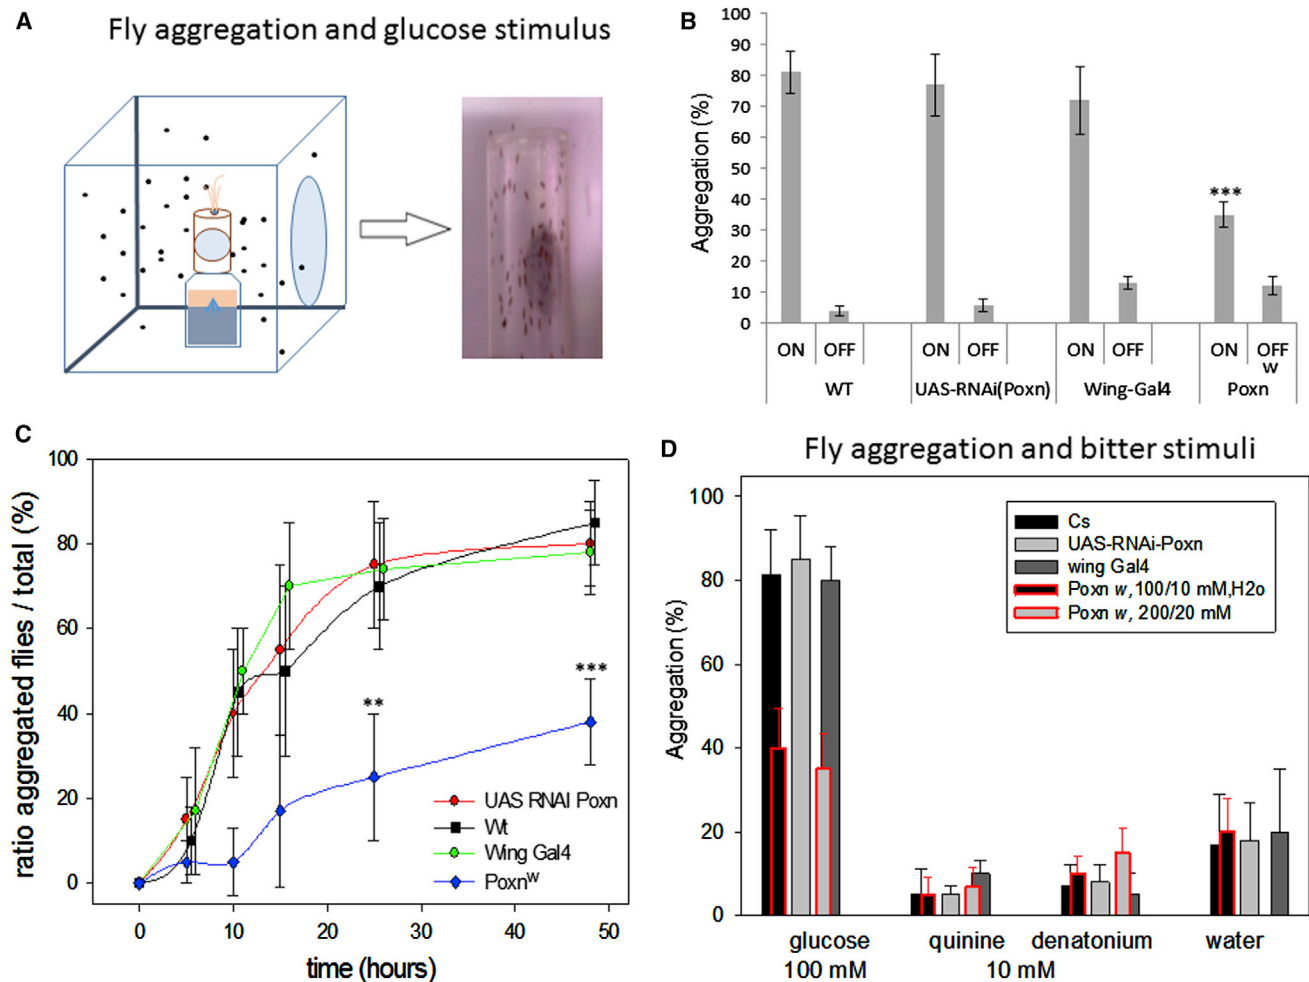 A
Fly aggregation and glucose stimulus
B
Aggregation (%)
100
90
80
70
60
50
40
30
20
10
0
***
ON OFF ON OFF ON OFF ON OFF
w
WT UAS-RNAi(Poxn) Wing-Gal4 Poxn
C
ratio aggregated flies / total (%)
100
80
60
40
20
0
**
***
UAS RNAI Poxn
Wt
Wing Gal4
Poxnᵂ
0 10 20 30 40 50
time (hours)
D
Fly aggregation and bitter stimuli
Aggregation (%)
100
80
60
40
20
0
Cs
UAS-RNAi-Poxn
wing Gal4
Poxn w, 100/10 mM,H2o
Poxn w, 200/20 mM
glucose quinine denatonium water
100 mM 10 mM